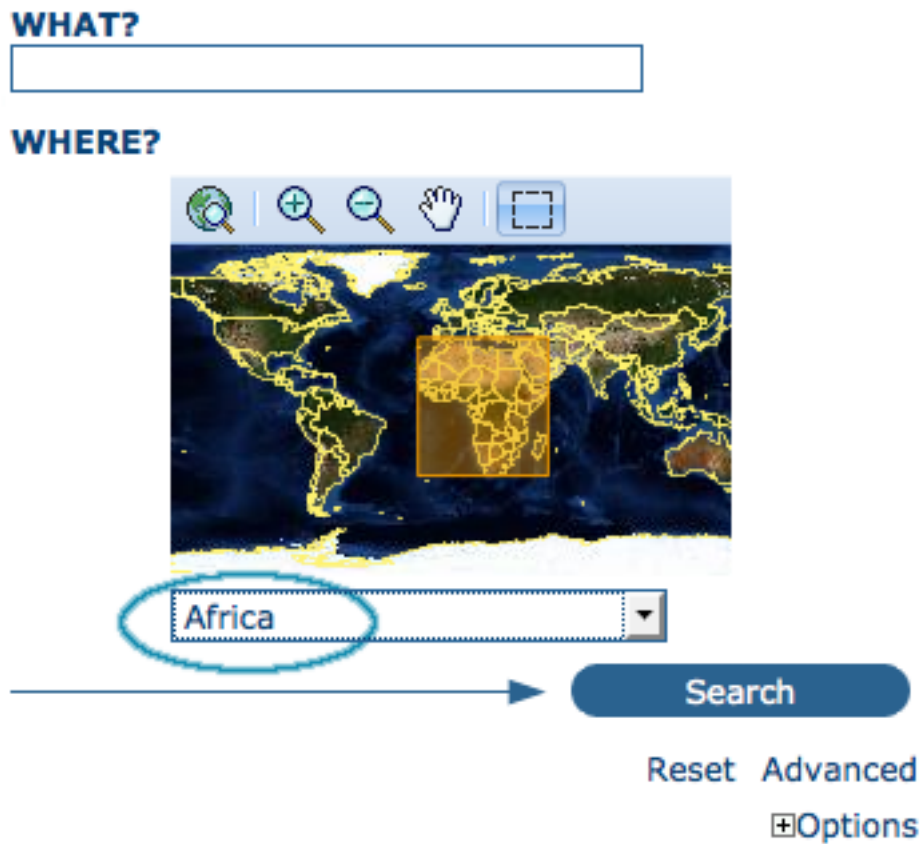 WHAT?
WHERE?
Africa
Search
Reset Advanced
Options